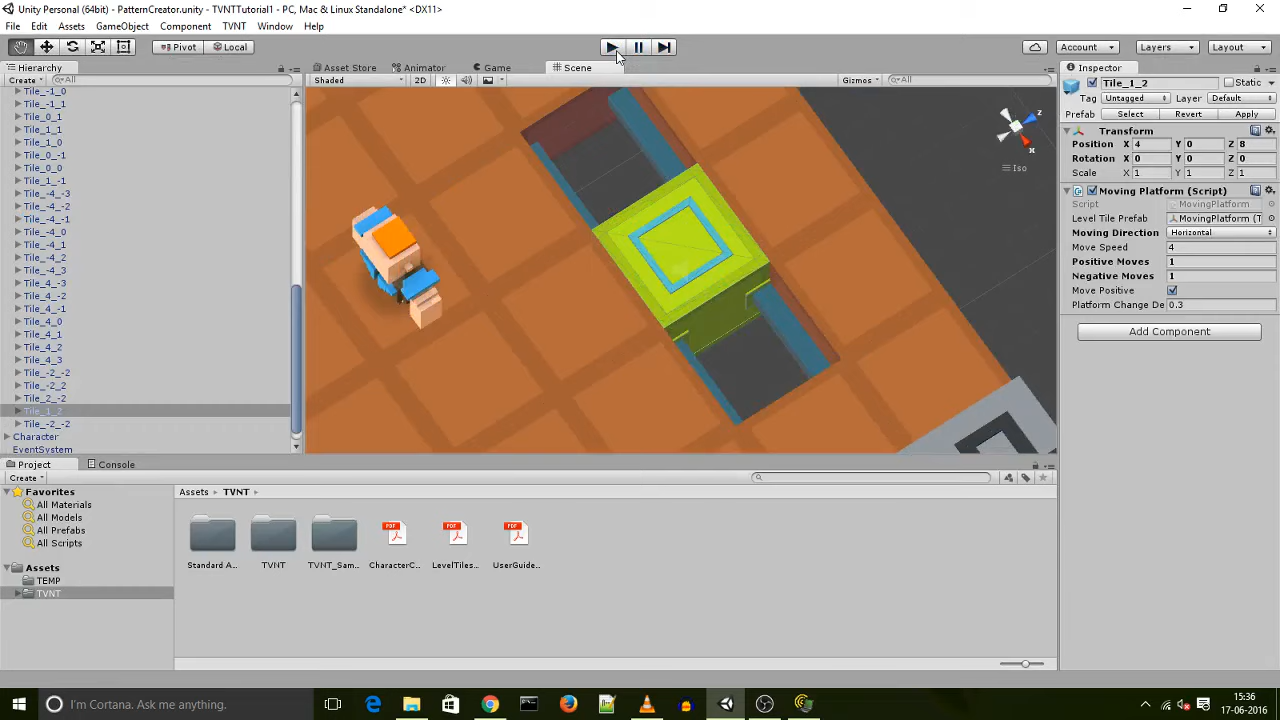 Unity Personal (64bit) - PatternCreator.unity - TVNTTutorial1 - PC, Mac & Linux Standalone* <DX11>
File Edit Assets GameObject Component TVNT Window Help
Pivot Local Account Layers Layout
Hierarchy Asset Store Animator Game Scene Inspector
Create All Shaded 2D Gizmos All Tile_1_2 Static
Tile_-1_0
Tile_-1_1 Tag Untagged Layer Default
Tile_0_1 Prefab Select Revert Apply
Tile_1_1 Transform
Tile_1_0 Position X 4 Y 0 Z 8
Tile_0_-1 Rotation X 0 Y 0 Z 0
Tile_0_0 Iso Scale X 1 Y 1 Z 1
Tile_1_-1 Moving Platform (Script)
Tile_-4_-3 Script MovingPlatform
Tile_-4_-2 Level Tile Prefab MovingPlatform (T
Tile_-4_-1 Moving Direction Horizontal
Tile_-4_0 Move Speed 4
Tile_-4_1 Positive Moves 1
Tile_-4_2 Negative Moves 1
Tile_-4_3 Move Positive
Tile_4_-3 Platform Change De 0.3
Tile_4_-2
Tile_4_-1 Add Component
Tile_4_0
Tile_4_1
Tile_4_2
Tile_4_3
Tile_-2_-2
Tile_-2_2
Tile_2_-2
Tile_1_2
Tile_-2_-2
Character
EventSystem
Project Console
Create
Favorites Assets TVNT
All Materials
All Models
All Prefabs
All Scripts
Assets Standard A... TVNT TVNT_Sam... CharacterC... LevelTiles... UserGuide...
TEMP
TVNT
I'm Cortana. Ask me anything. 15:36
17-06-2016